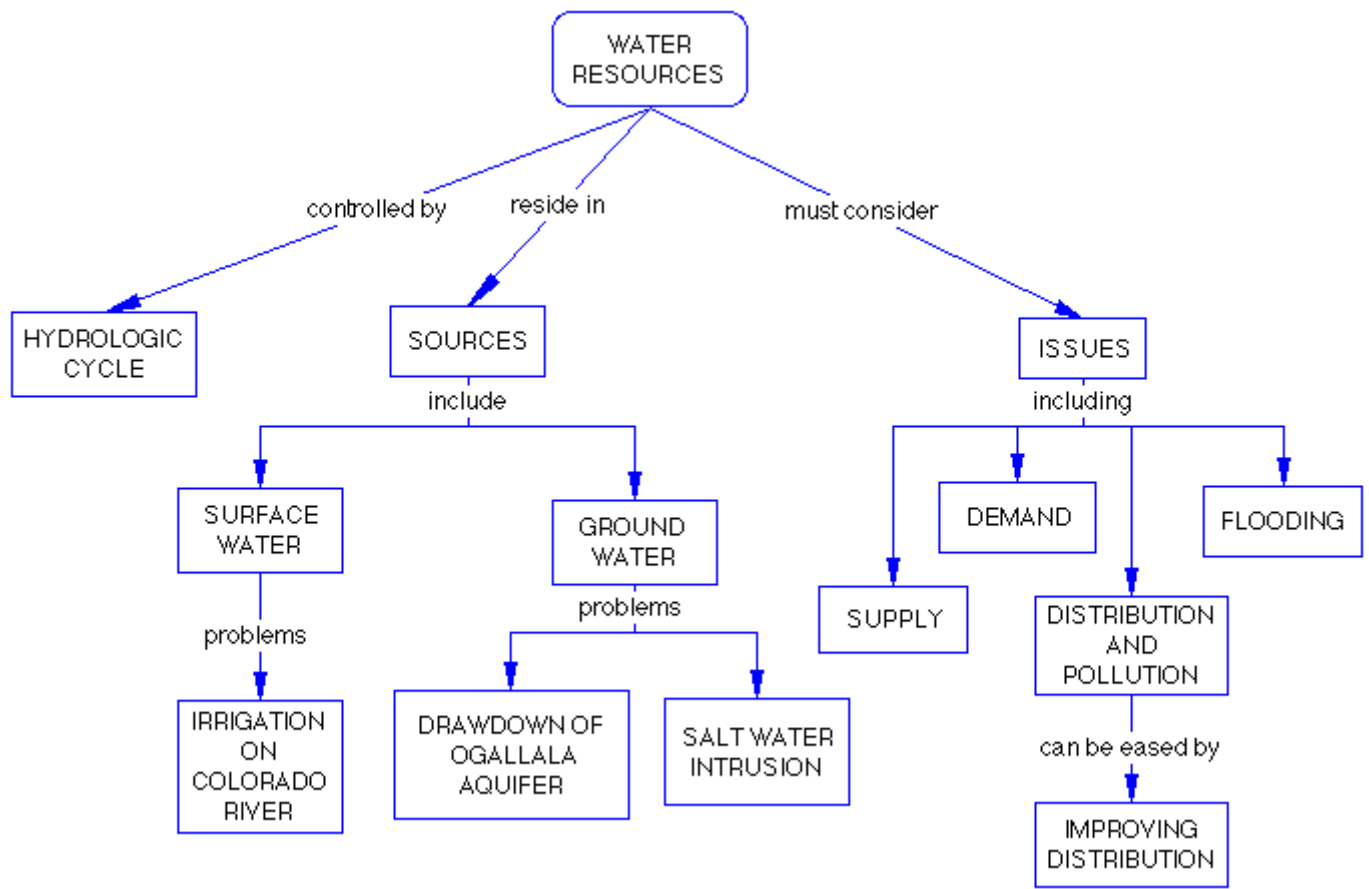 WATER
RESOURCES
controlled by
reside in
must consider
HYDROLOGIC
CYCLE
SOURCES
ISSUES
include
including
SURFACE
WATER
GROUND
WATER
DEMAND
FLOODING
SUPPLY
DISTRIBUTION
AND
POLLUTION
problems
problems
IRRIGATION
ON
COLORADO
RIVER
DRAWDOWN OF
OGALLALA
AQUIFER
SALT WATER
INTRUSION
can be eased by
IMPROVING
DISTRIBUTION